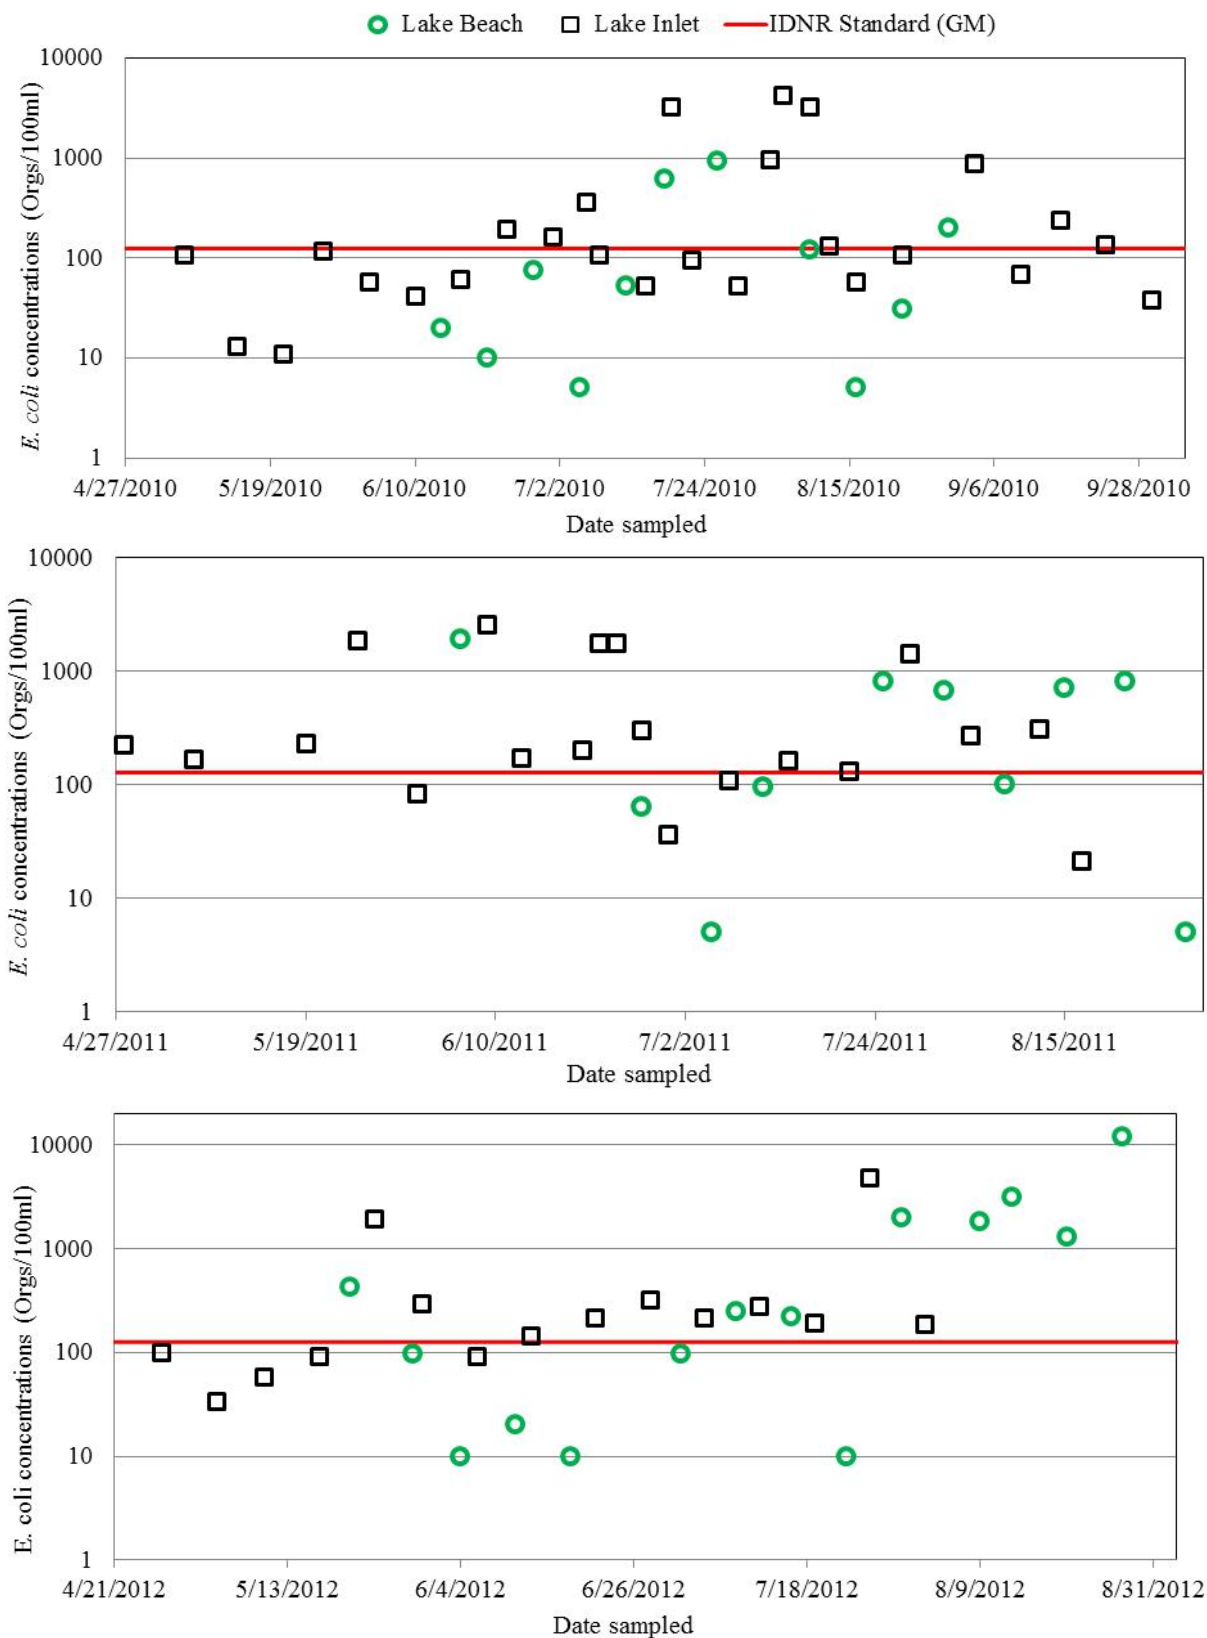 Lake Beach Lake Inlet IDNR Standard (GM)
E. coli concentrations (Orgs/100ml)
10000
1000
100
10
1
4/27/2010 5/19/2010 6/10/2010 7/2/2010 7/24/2010 8/15/2010 9/6/2010 9/28/2010
Date sampled
E. coli concentrations (Orgs/100ml)
10000
1000
100
10
1
4/27/2011 5/19/2011 6/10/2011 7/2/2011 7/24/2011 8/15/2011
Date sampled
E. coli concentrations (Orgs/100ml)
10000
1000
100
10
1
4/21/2012 5/13/2012 6/4/2012 6/26/2012 7/18/2012 8/9/2012 8/31/2012
Date sampled